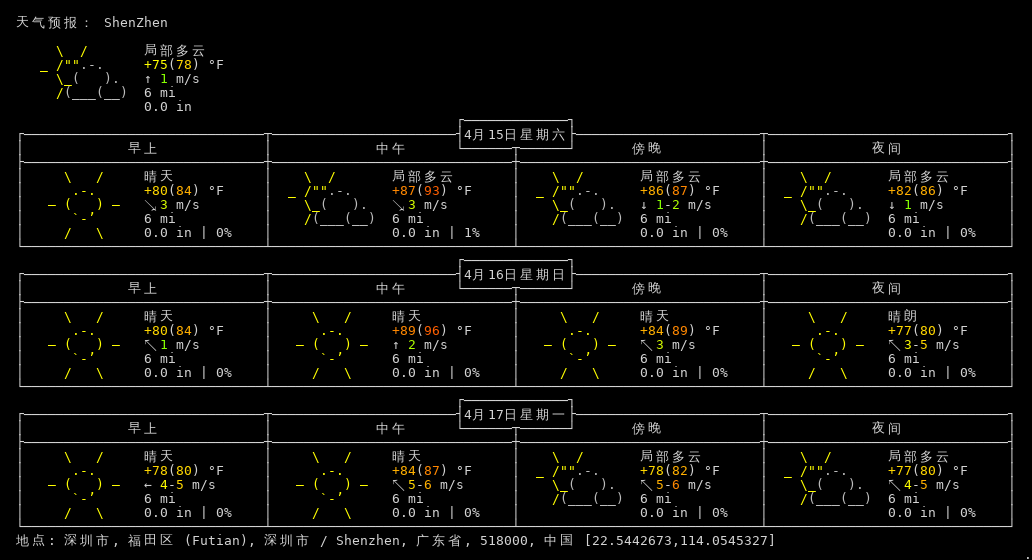 天气预报： ShenZhen
局部多云
+75(78) °F
↑ 1 m/s
6 mi
0.0 in
4月15日星期六
早上 中午 傍晚 夜间
晴天 局部多云 局部多云 局部多云
+80(84) °F +87(93) °F +86(87) °F +82(86) °F
↘ 3 m/s ↘ 3 m/s ↓ 1-2 m/s ↓ 1 m/s
6 mi 6 mi 6 mi 6 mi
0.0 in | 0% 0.0 in | 1% 0.0 in | 0% 0.0 in | 0%
4月16日星期日
早上 中午 傍晚 夜间
晴天 晴天 晴天 晴朗
+80(84) °F +89(96) °F +84(89) °F +77(80) °F
↖ 1 m/s ↑ 2 m/s ↖ 3 m/s ↖ 3-5 m/s
6 mi 6 mi 6 mi 6 mi
0.0 in | 0% 0.0 in | 0% 0.0 in | 0% 0.0 in | 0%
4月17日星期一
早上 中午 傍晚 夜间
晴天 晴天 局部多云 局部多云
+78(80) °F +84(87) °F +78(82) °F +77(80) °F
← 4-5 m/s ↖ 5-6 m/s ↖ 5-6 m/s ↖ 4-5 m/s
6 mi 6 mi 6 mi 6 mi
0.0 in | 0% 0.0 in | 0% 0.0 in | 0% 0.0 in | 0%
地点: 深圳市, 福田区 (Futian), 深圳市 / Shenzhen, 广东省, 518000, 中国 [22.5442673,114.0545327]